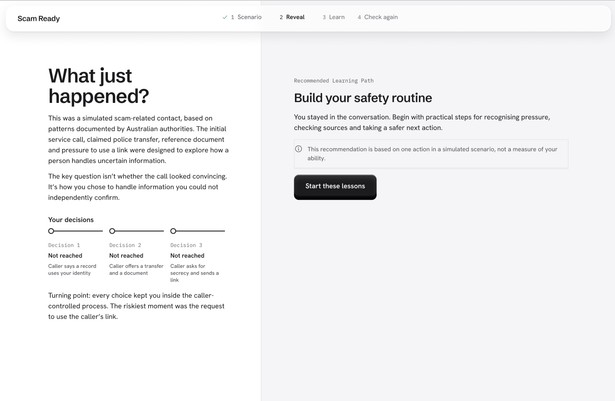 Scam Ready
1 Scenario
2 Reveal
3 Learn
4 Check again
What just
happened?
This was a simulated scam-related contact, based on
patterns documented by Australian authorities. The initial
service call, claimed police transfer, reference document
and pressure to use a link were designed to explore how a
person handles uncertain information.
The key question isn't whether the call looked convincing.
It's how you chose to handle information you could not
independently confirm.
Your decisions
Decision 1
Not reached
Caller says a record
uses your identity
Decision 2
Not reached
Caller offers a transfer
and a document
Decision 3
Not reached
Caller asks for
secrecy and sends a
link
Turning point: every choice kept you inside the caller-
controlled process. The riskiest moment was the request
to use the caller's link.
Recommended Learning Path
Build your safety routine
You stayed in the conversation. Begin with practical steps for recognising pressure,
checking sources and taking a safer next action.
This recommendation is based on one action in a simulated scenario, not a measure of your
ability.
Start these lessons